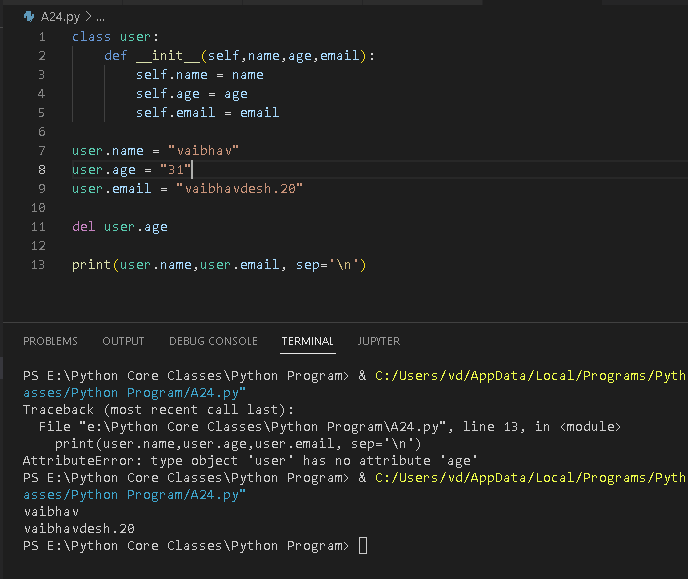 A24.py > ...
1 class user:
2     def __init__(self,name,age,email):
3         self.name = name
4         self.age = age
5         self.email = email
6
7 user.name = "vaibhav"
8 user.age = "31"
9 user.email = "vaibhavdesh.20"
10
11 del user.age
12
13 print(user.name,user.email, sep='\n')
PROBLEMS OUTPUT DEBUG CONSOLE TERMINAL JUPYTER
PS E:\Python Core Classes\Python Program> & C:/Users/vd/AppData/Local/Programs/Pyth
asses/Python Program/A24.py"
Traceback (most recent call last):
  File "e:\Python Core Classes\Python Program\A24.py", line 13, in <module>
    print(user.name,user.age,user.email, sep='\n')
AttributeError: type object 'user' has no attribute 'age'
PS E:\Python Core Classes\Python Program> & C:/Users/vd/AppData/Local/Programs/Pyth
asses/Python Program/A24.py"
vaibhav
vaibhavdesh.20
PS E:\Python Core Classes\Python Program>